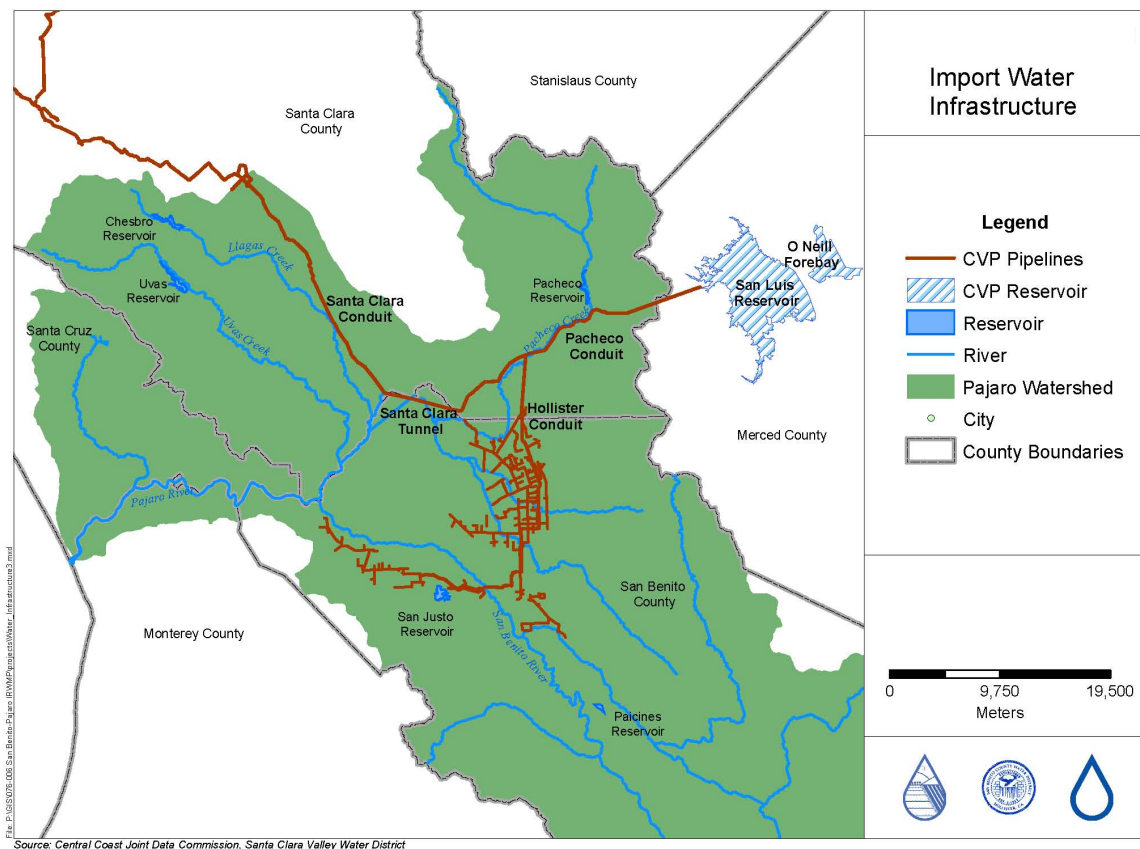 Import Water
Infrastructure
Legend
CVP Pipelines
CVP Reservoir
Reservoir
River
Pajaro Watershed
City
County Boundaries
0
9,750
19,500
Meters
Stanislaus County
Santa Clara
County
Chesbro
Reservoir
Llagas Creek
Uvas
Reservoir
Santa Cruz
County
Uvas Creek
Santa Clara
Conduit
Pacheco
Reservoir
Pacheco Creek
Pacheco
Conduit
O Neill
Forebay
San Luis
Reservoir
Santa Clara
Tunnel
Hollister
Conduit
Merced County
Pajaro River
San Benito
County
San Justo
Reservoir
San Benito River
Monterey County
Paicines
Reservoir
Source: Central Coast Joint Data Commission, Santa Clara Valley Water District